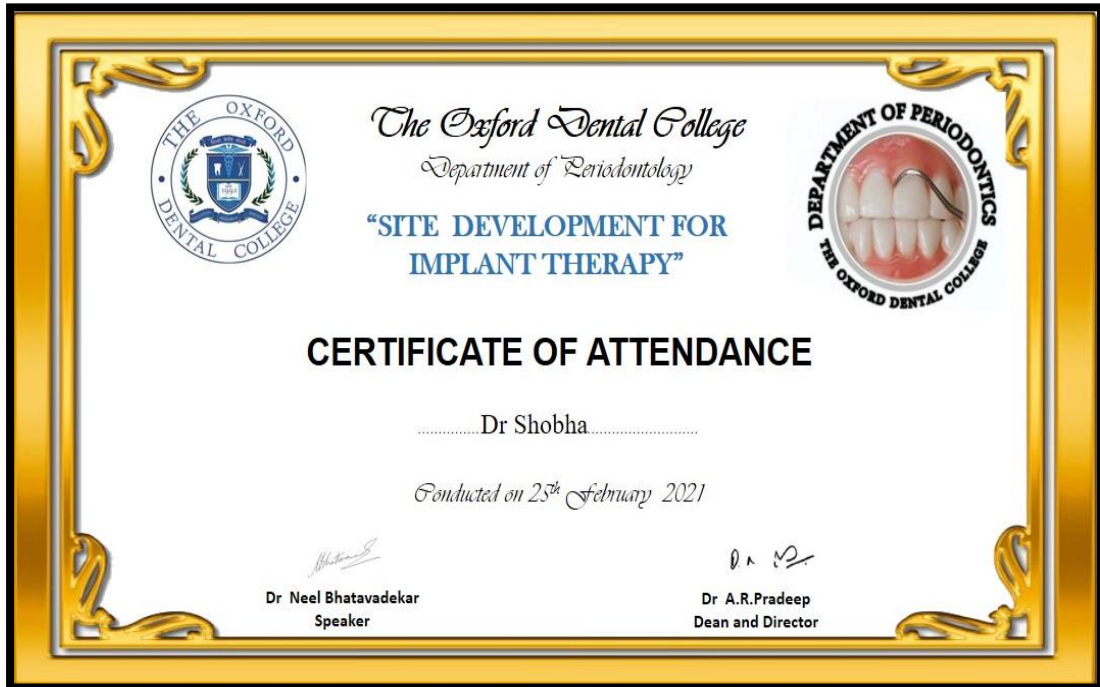 THE OXFORD
DENTAL COLLEGE
1992
The Oxford Dental College
Department of Periodontology
“SITE DEVELOPMENT FOR
IMPLANT THERAPY”
DEPARTMENT OF PERIODONTICS
THE OXFORD DENTAL COLLEGE
CERTIFICATE OF ATTENDANCE
...............Dr Shobha...........................
Conducted on 25th February 2021
Dr Neel Bhatavadekar
Speaker
Dr A.R.Pradeep
Dean and Director